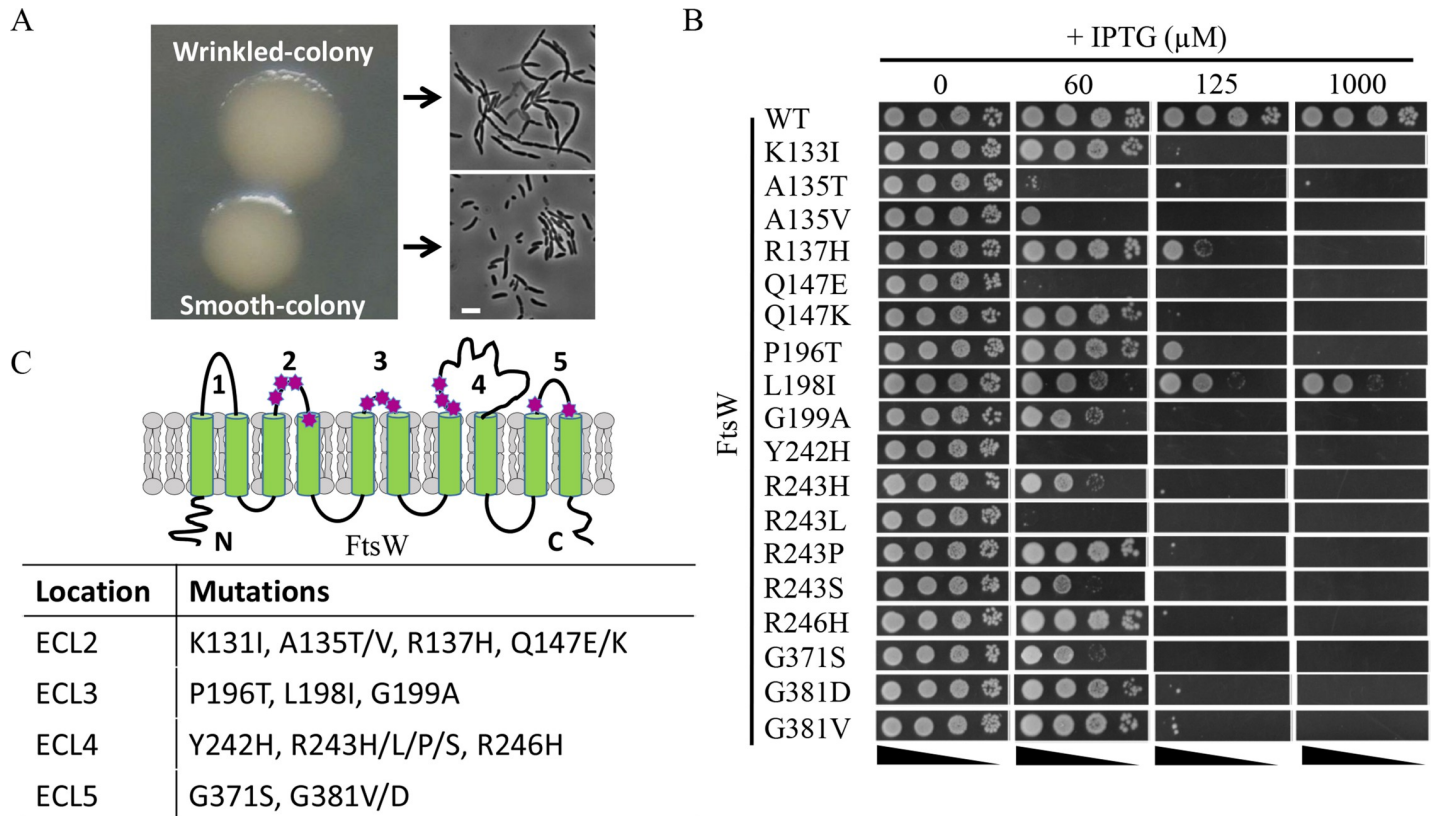 A
Wrinkled-colony
Smooth-colony
B
+ IPTG (µM)
0 60 125 1000
WT
K133I
A135T
A135V
R137H
Q147E
Q147K
P196T
L198I
G199A
Y242H
R243H
R243L
R243P
R243S
R246H
G371S
G381D
G381V
FtsW
C
1 2 3 4 5
N FtsW C
Location Mutations
ECL2 K131I, A135T/V, R137H, Q147E/K
ECL3 P196T, L198I, G199A
ECL4 Y242H, R243H/L/P/S, R246H
ECL5 G371S, G381V/D